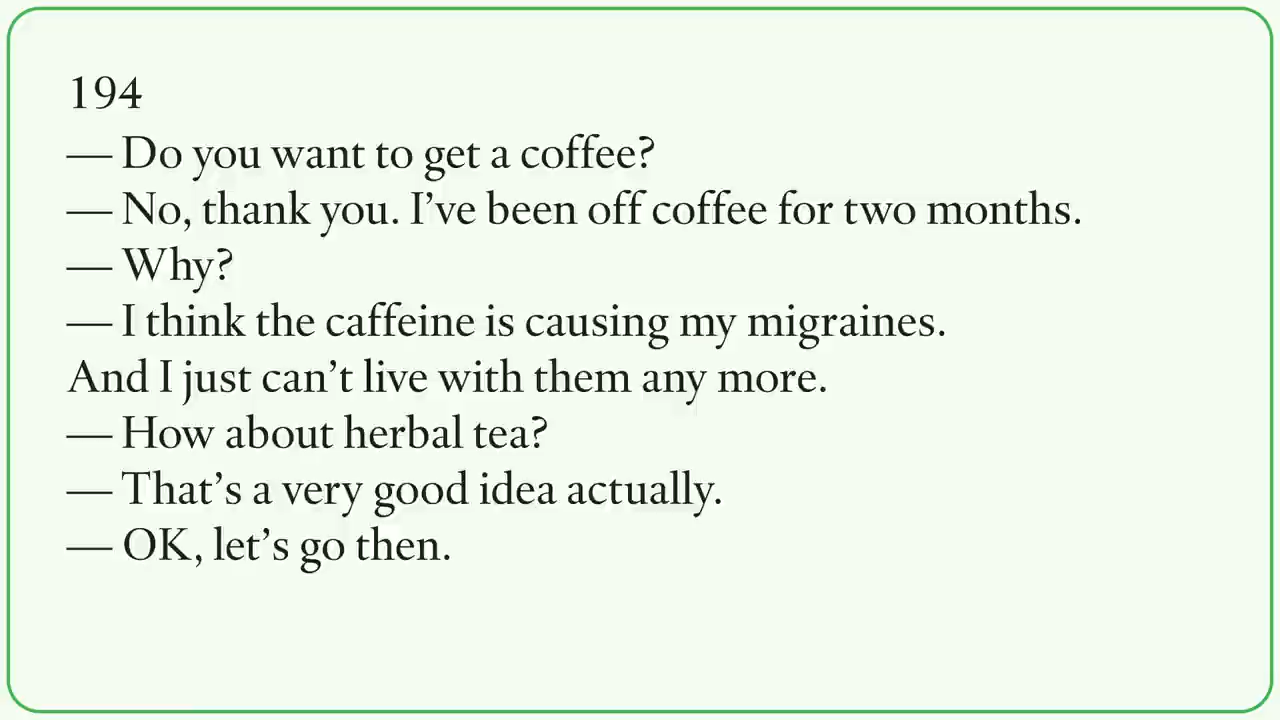 194
— Do you want to get a coffee?
— No, thank you. I’ve been off coffee for two months.
— Why?
— I think the caffeine is causing my migraines.
And I just can’t live with them any more.
— How about herbal tea?
— That’s a very good idea actually.
— OK, let’s go then.